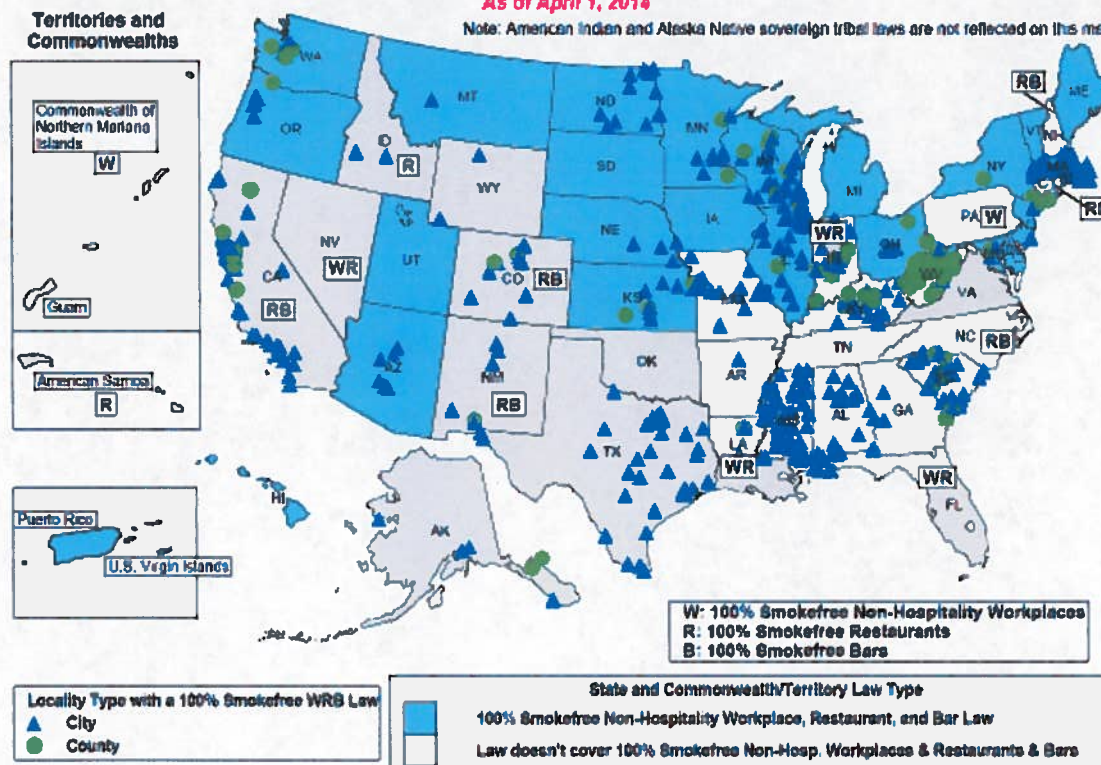 As of April 1, 2014
Territories and
Commonwealths
Note: American Indian and Alaska Native sovereign tribal laws are not reflected on this
Commonwealth of
Northern Mariana
Islands
W
Guam
American Samoa
R
Puerto Rico
U.S. Virgin Islands
WA
OR
MT
ND
MN
ID
R
WY
SD
NV
WR
UT
NE
IA
MI
NY
VT
NH
RB
ME
MA
PA
W
WR
OH
WV
VA
CA
RB
CO
RB
KS
NM
RB
OK
AR
TN
NC
RB
TX
LA
WR
AL
GA
WR
FL
HI
AK
W: 100% Smokefree Non-Hospitality Workplaces
R: 100% Smokefree Restaurants
B: 100% Smokefree Bars
Locality Type with a 100% Smokefree WRB Law
City
County
State and Commonwealth/Territory Law Type
100% Smokefree Non-Hospitality Workplace, Restaurant, and Bar Law
Law doesn't cover 100% Smokefree Non-Hosp. Workplaces & Restaurants & Bars